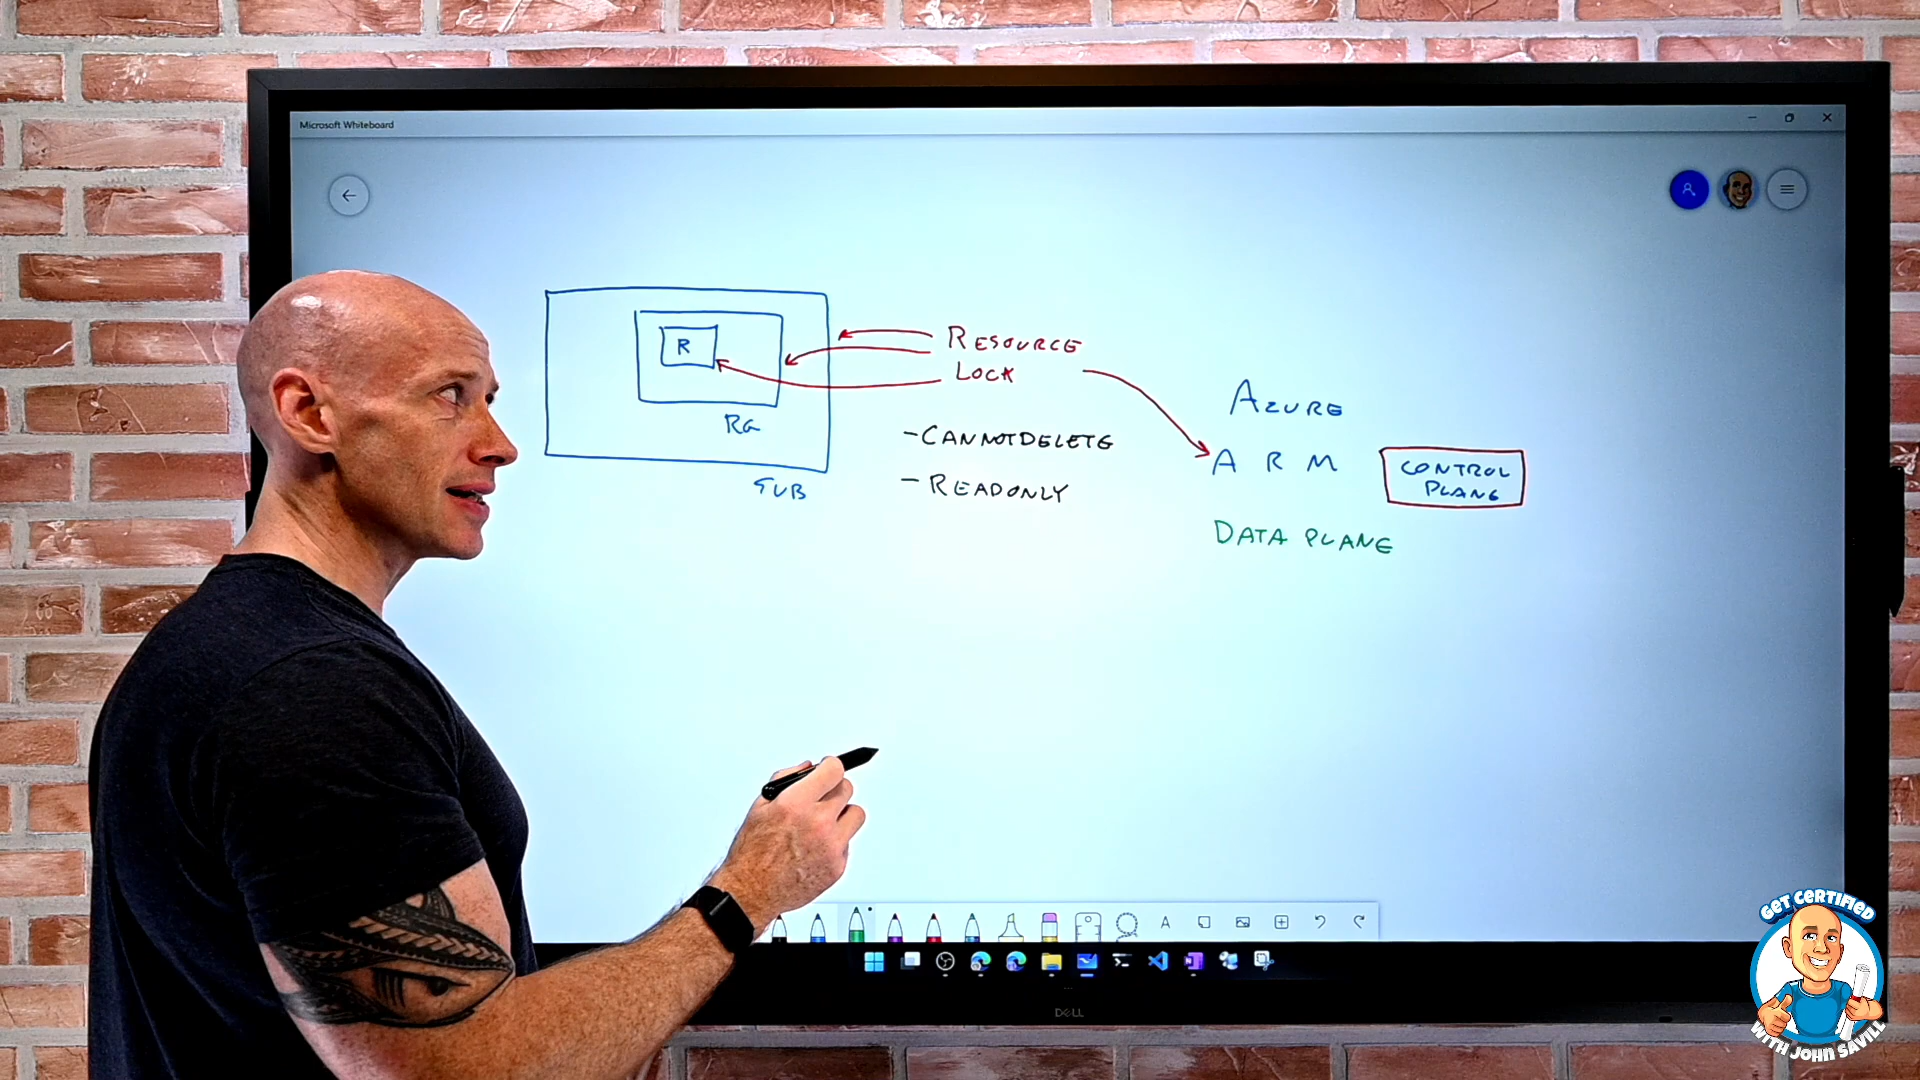 Microsoft Whiteboard
R
RG
SUB
RESOURCE
LOCK
-CANNOTDELETE
-READONLY
AZURE
ARM
CONTROL
PLANE
DATA PLANE
DELL
GET CERTIFIED
WITH JOHN SAVILL